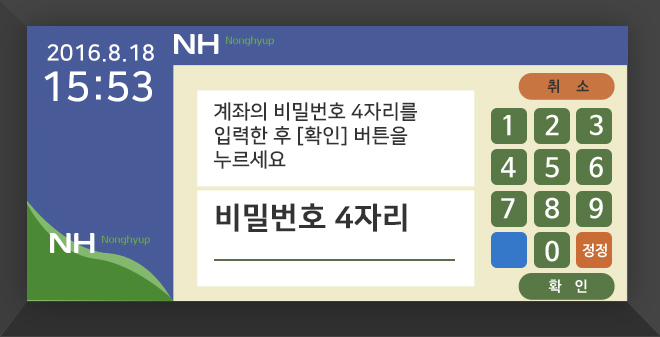 2016.8.18
15:53
NH Nonghyup
계좌의 비밀번호 4자리를
입력한 후 [확인] 버튼을
누르세요
비밀번호 4자리
취 소
1 2 3
4 5 6
7 8 9
0 정정
확 인
NH Nonghyup